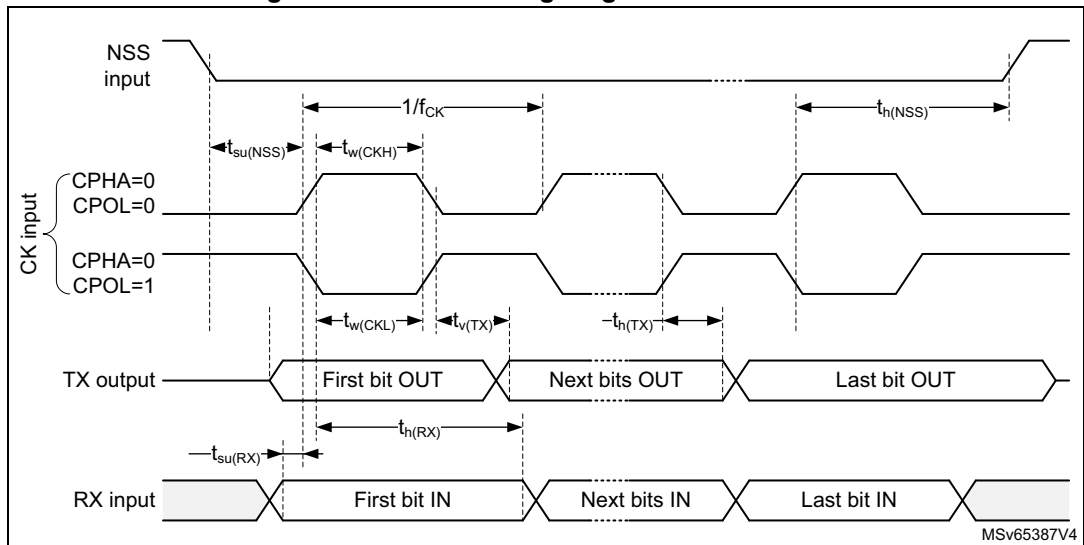 NSS
input
1/fCK
th(NSS)
tsu(NSS)
tw(CKH)
CK input
CPHA=0
CPOL=0
CPHA=0
CPOL=1
tw(CKL)
tv(TX)
th(TX)
TX output
First bit OUT
Next bits OUT
Last bit OUT
th(RX)
tsu(RX)
RX input
First bit IN
Next bits IN
Last bit IN
MSv65387V4